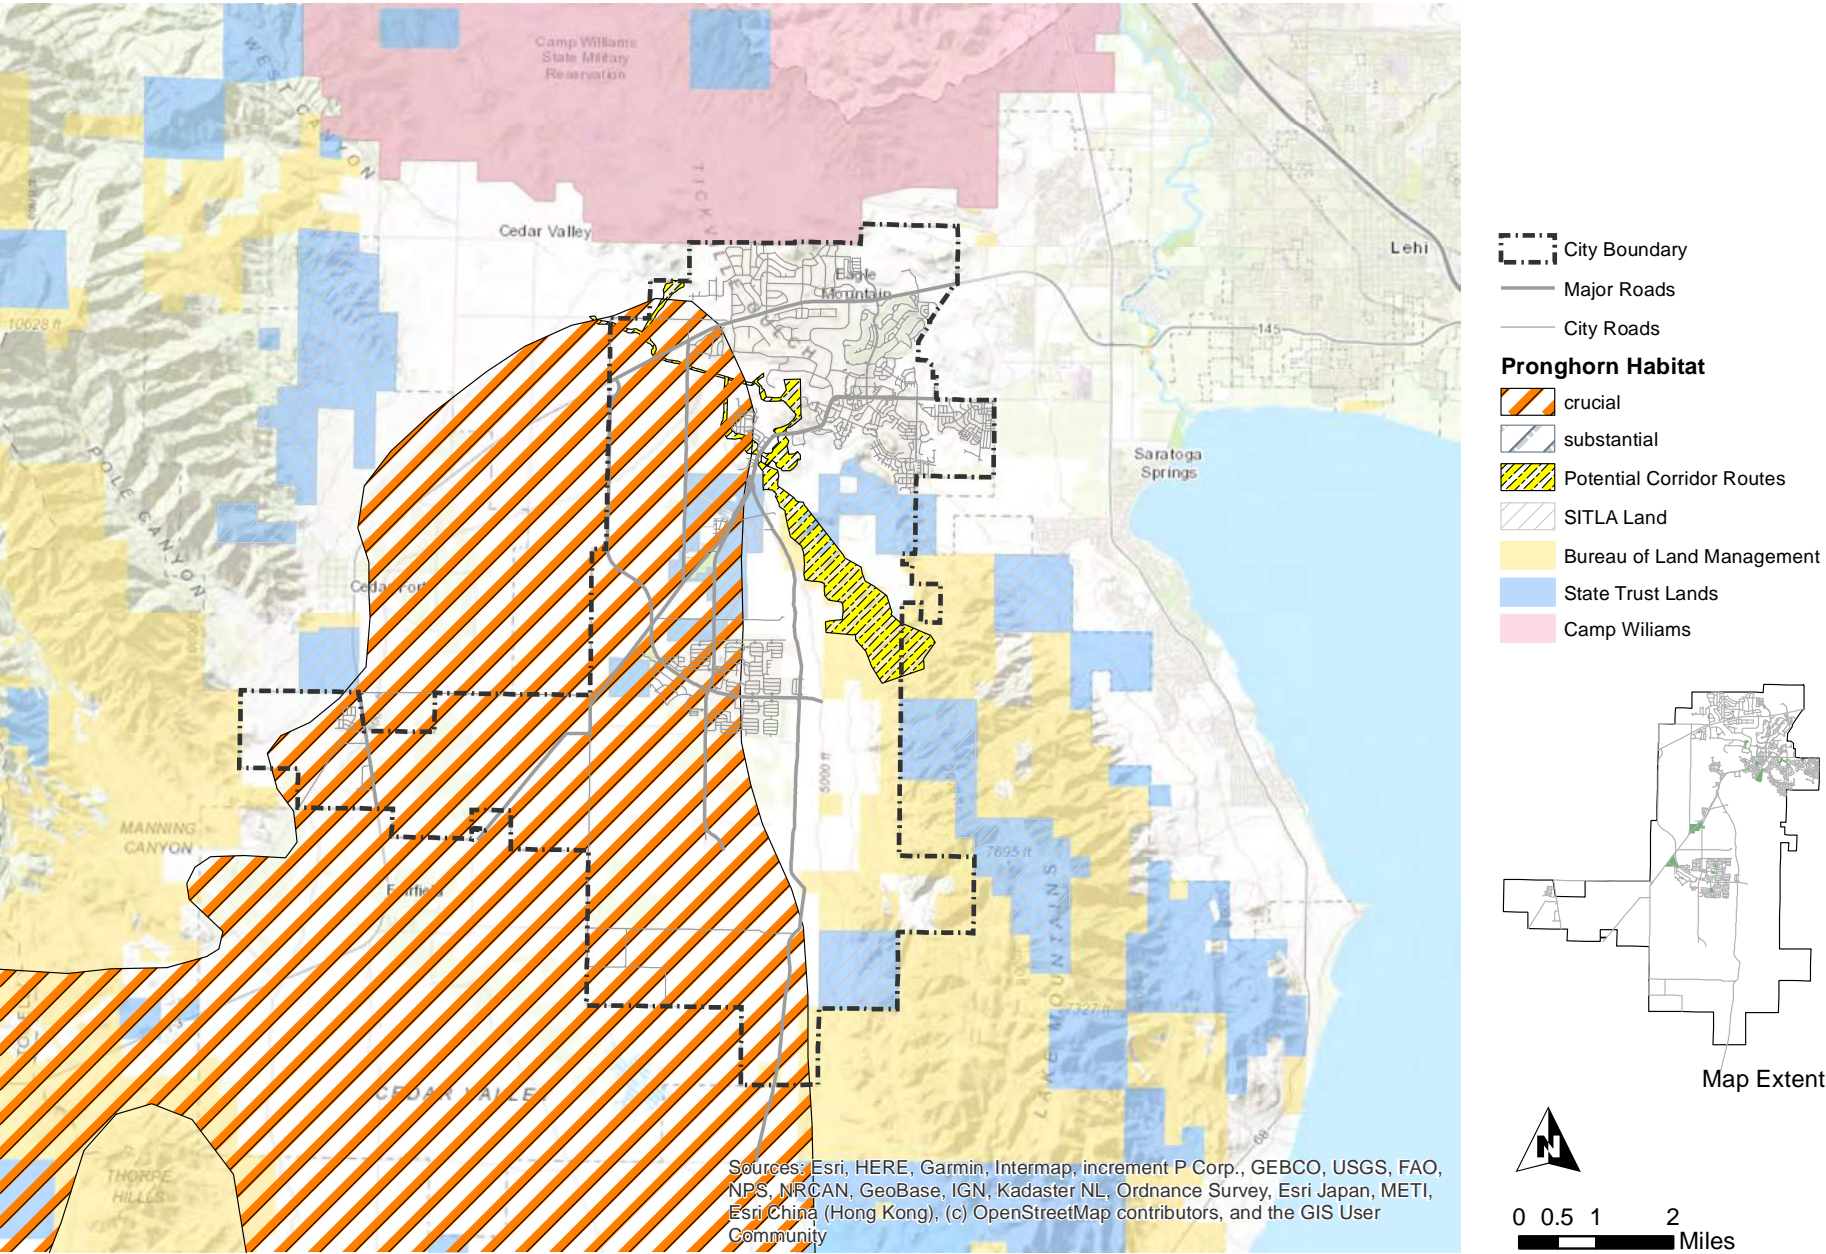 Camp Williams
State Military
Reservation
WEST CANYON
TICKVILLE GULCH
Cedar Valley
Eagle
Mountain
Lehi
145
10628 ft
Saratoga
Springs
POLE CANYON
Cedar Fort
5000 ft
MANNING
CANYON
7695 ft
Fairfield
LAKE MOUNTAINS
CEDAR VALLEY
68
THORPE
HILLS
Sources: Esri, HERE, Garmin, Intermap, increment P Corp., GEBCO, USGS, FAO,
NPS, NRCAN, GeoBase, IGN, Kadaster NL, Ordnance Survey, Esri Japan, METI,
Esri China (Hong Kong), (c) OpenStreetMap contributors, and the GIS User
Community
City Boundary
Major Roads
City Roads
Pronghorn Habitat
crucial
substantial
Potential Corridor Routes
SITLA Land
Bureau of Land Management
State Trust Lands
Camp Wiliams
Map Extent
N
0 0.5 1 2
Miles